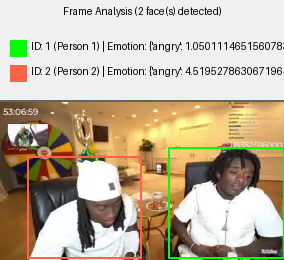 Frame Analysis (2 face(s) detected)
ID: 1 (Person 1) | Emotion: {'angry': 1.0501114651560788
ID: 2 (Person 2) | Emotion: {'angry': 4.519527863067196
53:06:59